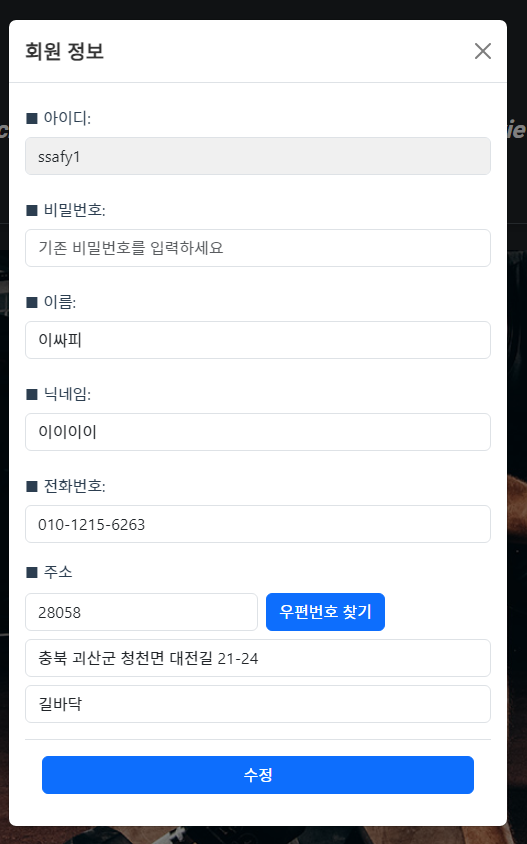 회원 정보
■ 아이디:
ssafy1
■ 비밀번호:
기존 비밀번호를 입력하세요
■ 이름:
이싸피
■ 닉네임:
이이이이
■ 전화번호:
010-1215-6263
■ 주소
28058
우편번호 찾기
충북 괴산군 청천면 대전길 21-24
길바닥
수정